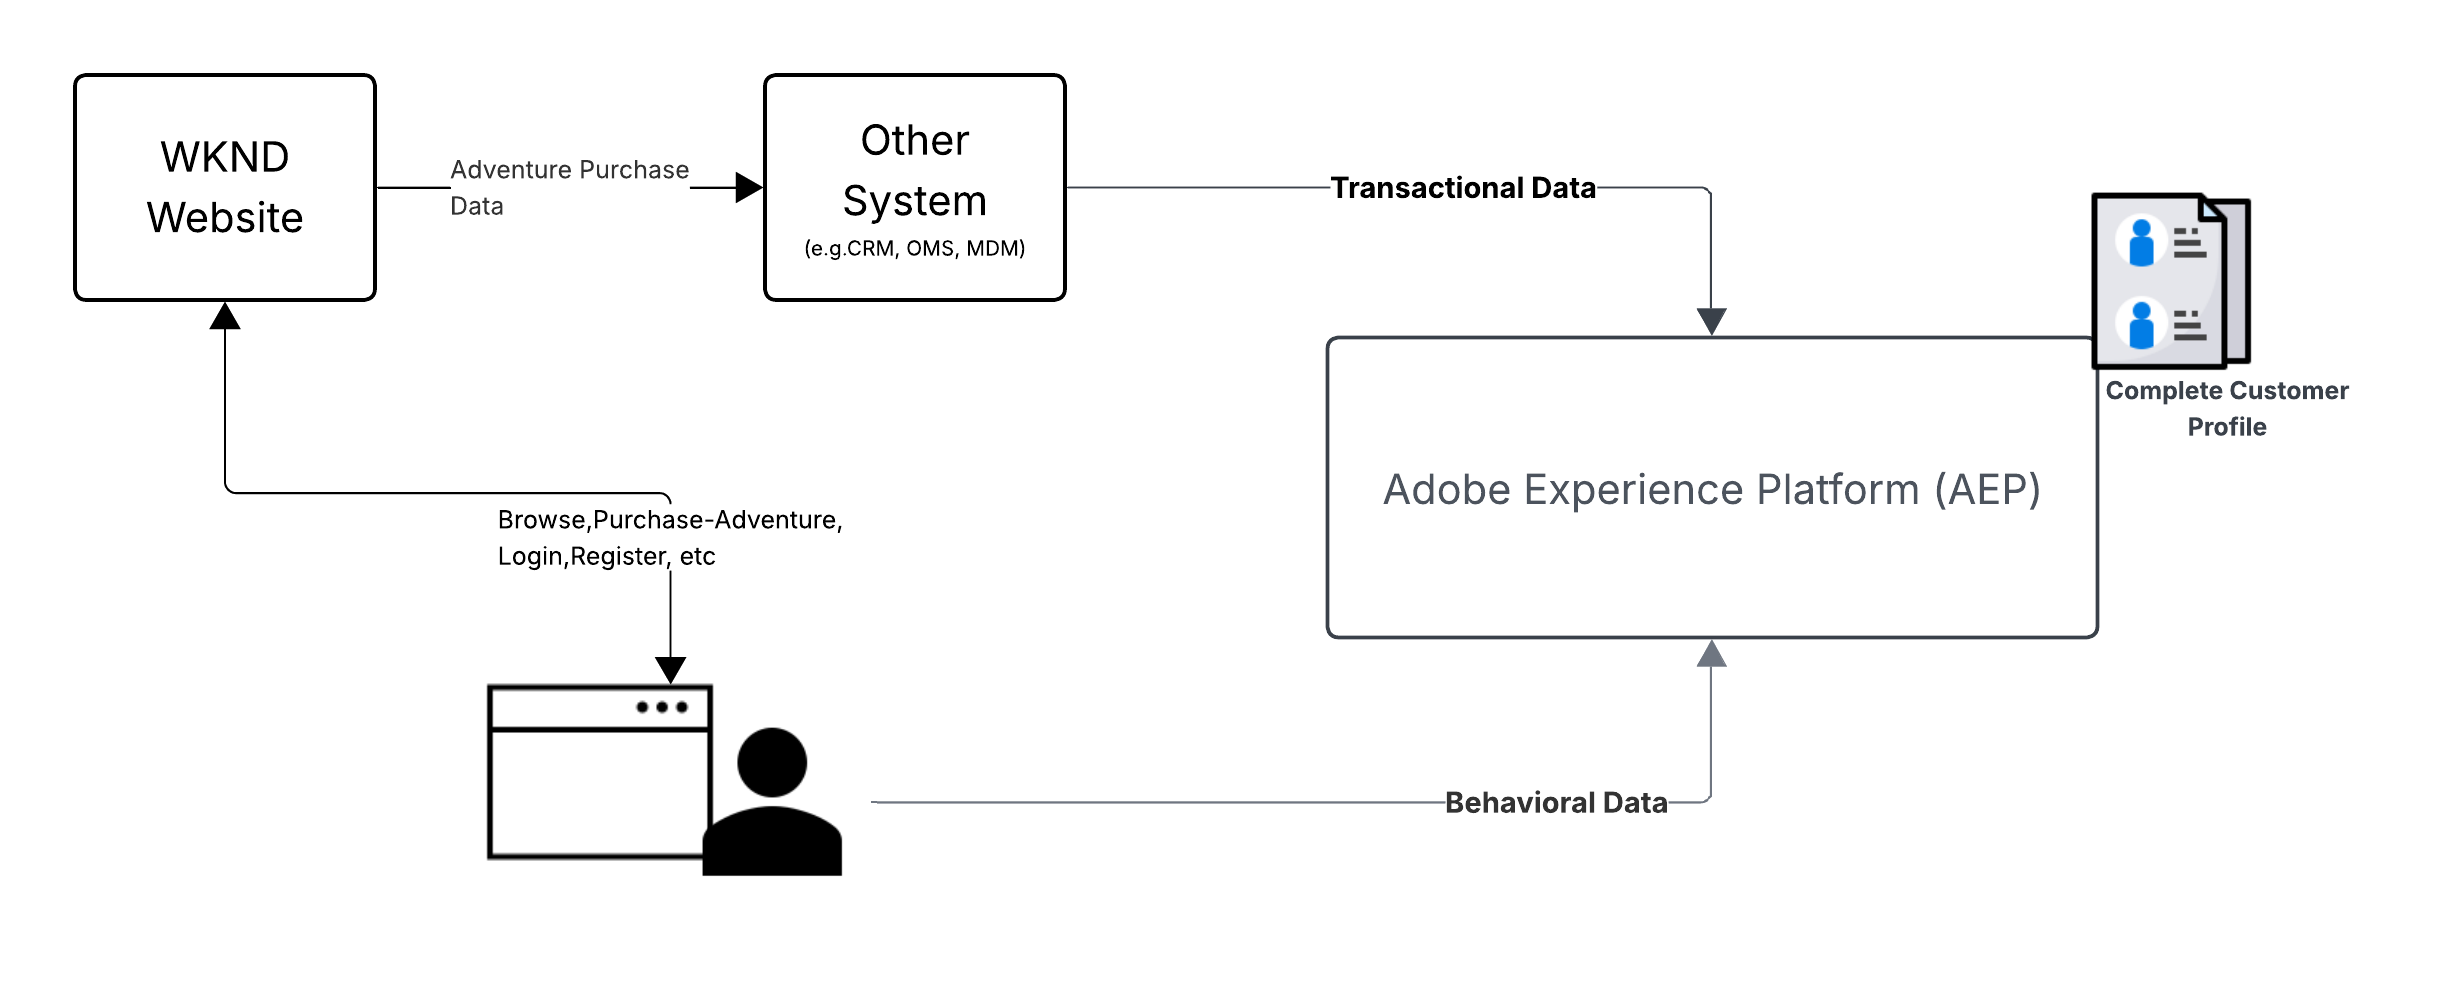 WKND
Website
Adventure Purchase
Data
Other
System
(e.g.CRM, OMS, MDM)
Transactional Data
Complete Customer
Profile
Adobe Experience Platform (AEP)
Browse,Purchase-Adventure,
Login,Register, etc
Behavioral Data